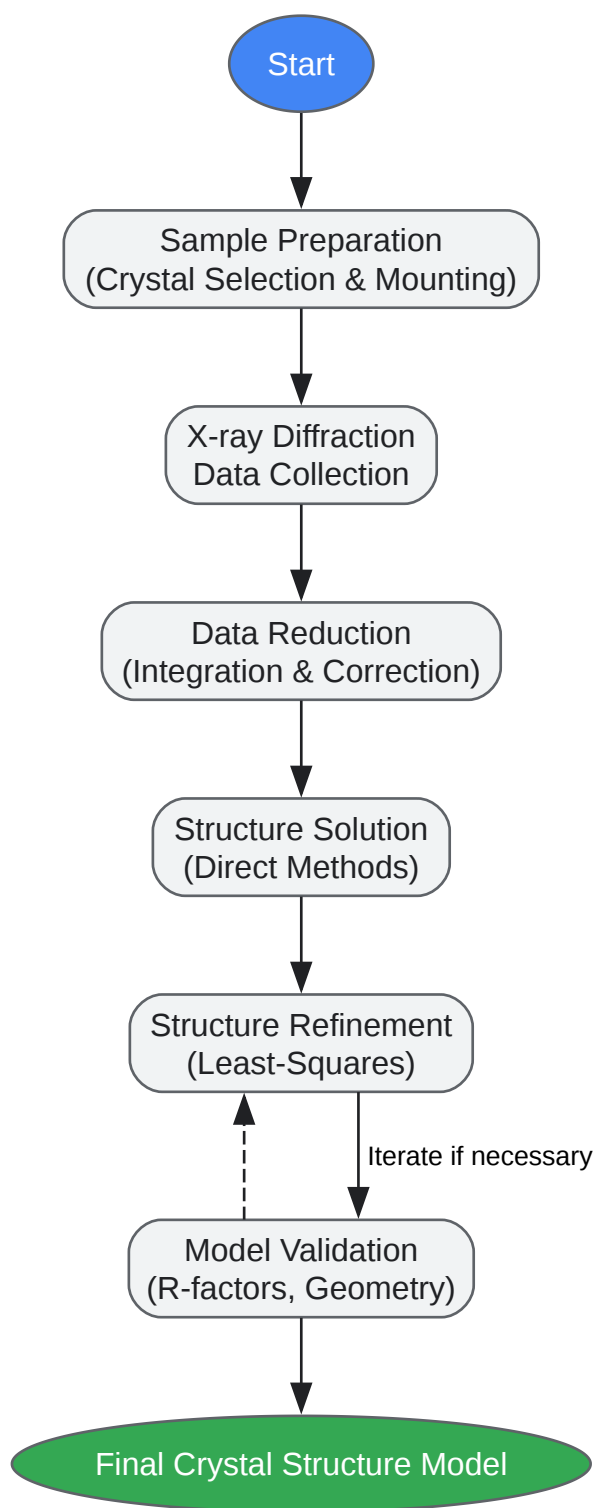 Start
Sample Preparation
(Crystal Selection & Mounting)
X-ray Diffraction
Data Collection
Data Reduction
(Integration & Correction)
Structure Solution
(Direct Methods)
Structure Refinement
(Least-Squares)
Iterate if necessary
Model Validation
(R-factors, Geometry)
Final Crystal Structure Model